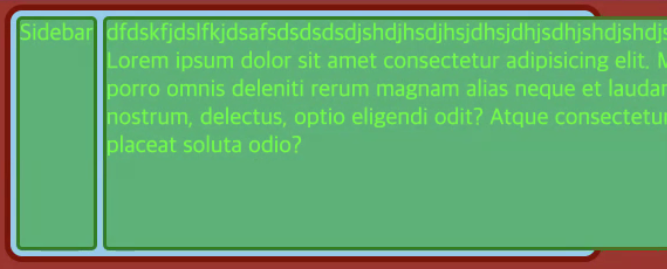 Sidebar
dfdskfjdslfkjdsafsdsdsdsdjshdjhsdjhsjdhsjdhjsdhjshdjshdjs
Lorem ipsum dolor sit amet consectetur adipisicing elit.
porro omnis deleniti rerum magnam alias neque et
nostrum, delectus, optio eligendi odit? Atque consectetur
placeat soluta odio?